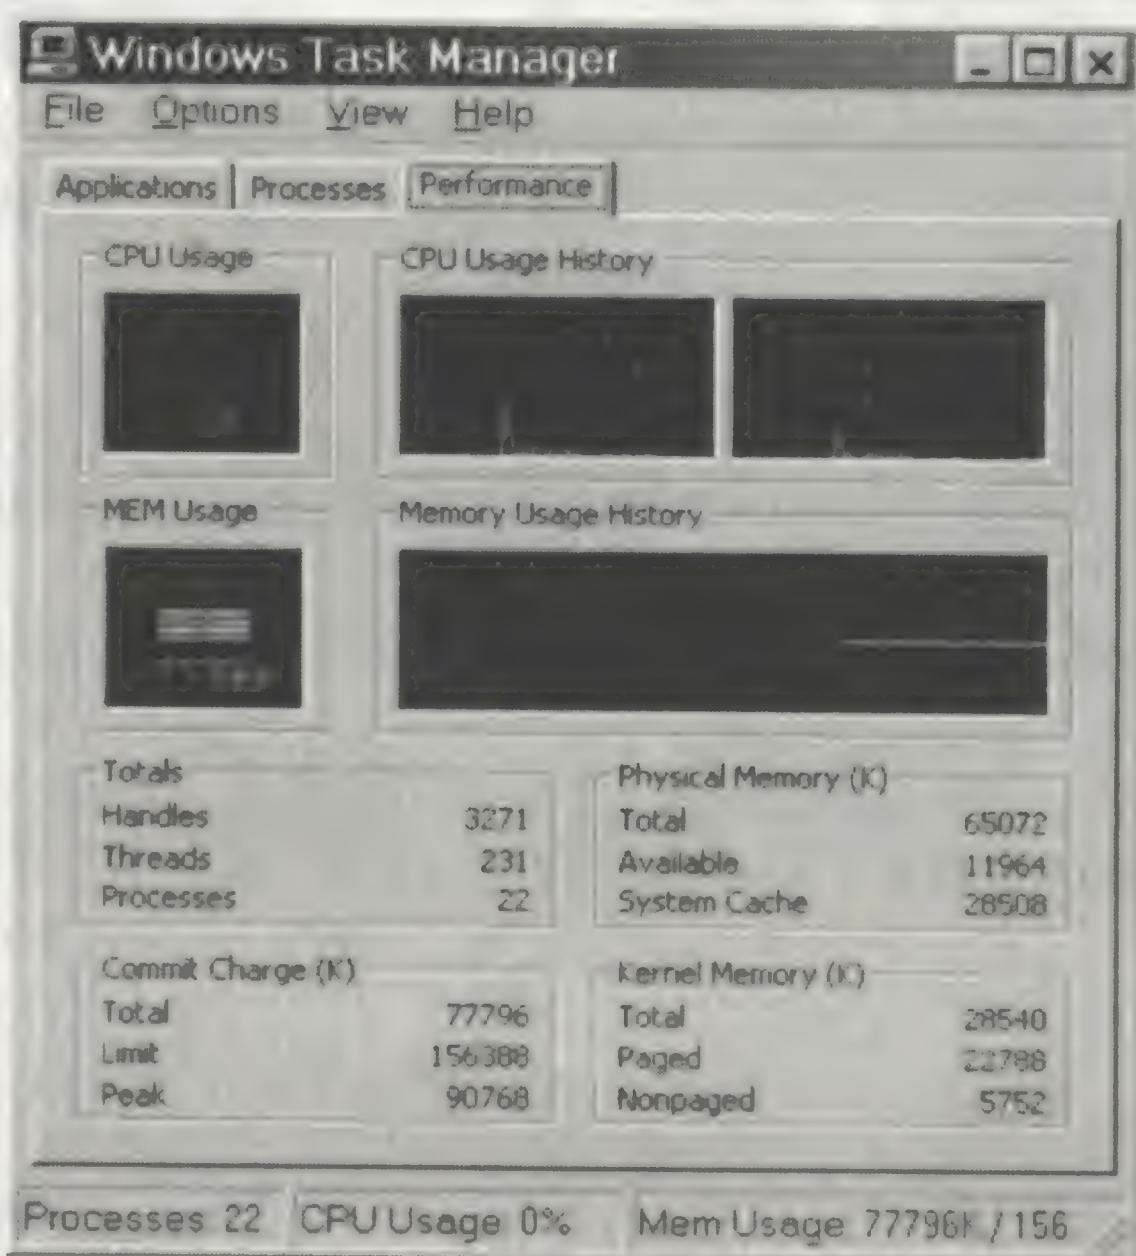 Windows Task Manager
File Options View Help
Applications Processes Performance
CPU Usage
CPU Usage History
MEM Usage
Memory Usage History
Totals
Handles 3271
Threads 231
Processes 22
Physical Memory (K)
Total 65072
Available 11964
System Cache 28508
Commit Charge (K)
Total 77796
Limit 156388
Peak 90768
Kernel Memory (K)
Total 28540
Paged 22788
Nonpaged 5752
Processes 22 CPU Usage 0% Mem Usage 77796K / 156